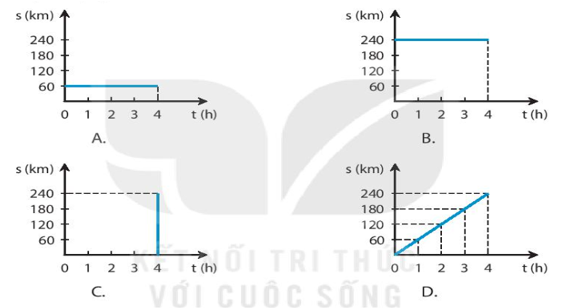 s (km)
240
180
120
60
0 1 2 3 4 t (h)
A.
s (km)
240
180
120
60
0 1 2 3 4 t (h)
B.
s (km)
240
180
120
60
0 1 2 3 4 t (h)
C.
s (km)
240
180
120
60
0 1 2 3 4 t (h)
D.
KẾT NỐI TRI THỨC
VỚI CUỘC SỐNG